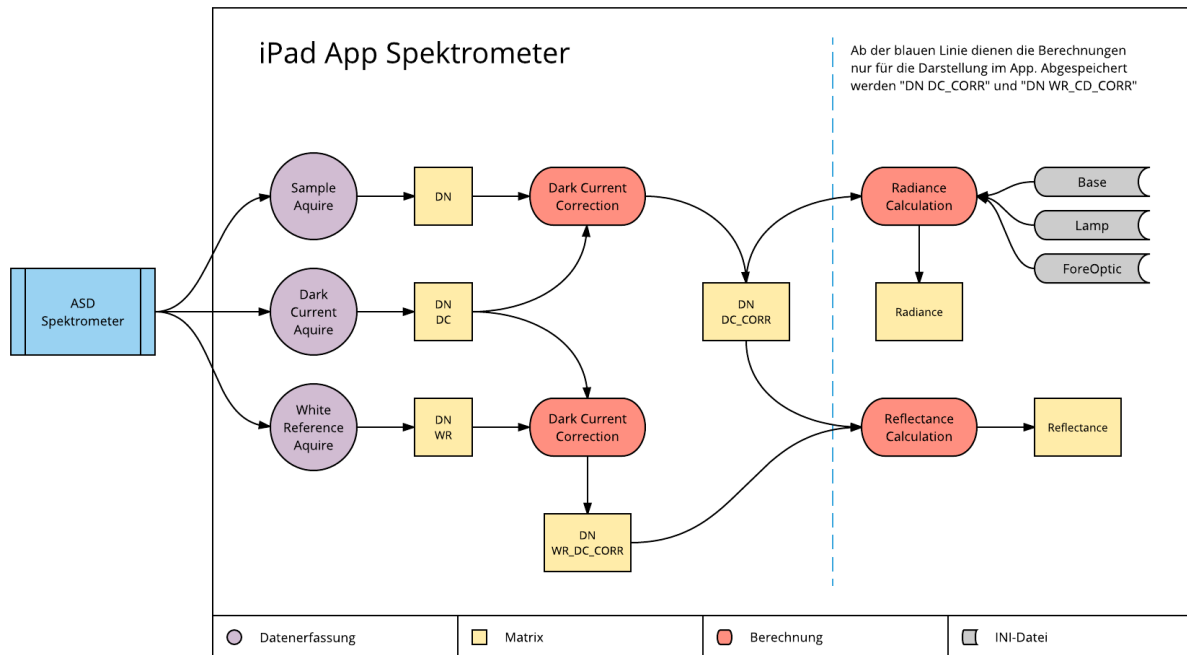 iPad App Spektrometer
Ab der blauen Linie dienen die Berechnungen
nur für die Darstellung im App. Abgespeichert
werden "DN DC_CORR" und "DN WR_CD_CORR"
ASD
Spektrometer
Sample
Aquire
DN
Dark Current
Correction
Radiance
Calculation
Base
Lamp
ForeOptic
Dark
Current
Aquire
DN
DC
DN
DC_CORR
Radiance
White
Reference
Aquire
DN
WR
Dark Current
Correction
Reflectance
Calculation
Reflectance
DN
WR_DC_CORR
Datenerfassung
Matrix
Berechnung
INI-Datei